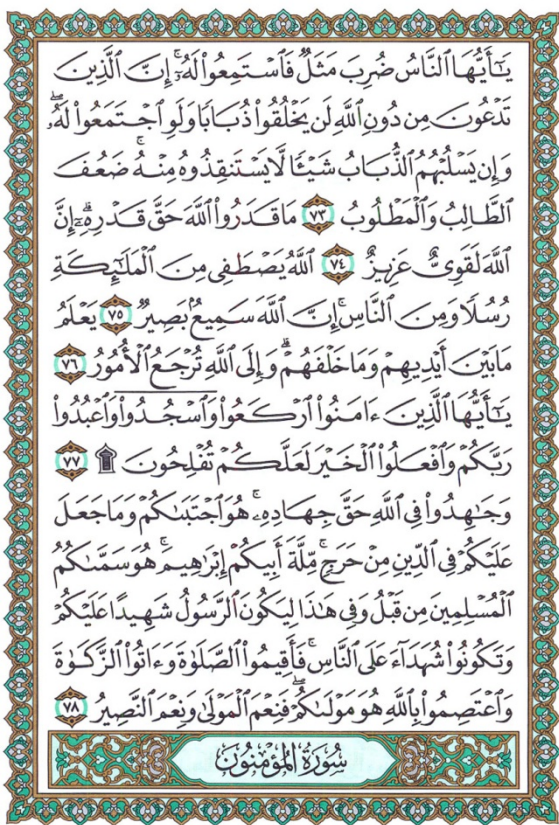 يَـٰٓأَيُّهَا ٱلنَّاسُ ضُرِبَ مَثَلٌ فَٱسْتَمِعُوا۟ لَهُۥٓ ۚ إِنَّ ٱلَّذِينَ
تَدْعُونَ مِن دُونِ ٱللَّهِ لَن يَخْلُقُوا۟ ذُبَابًا وَلَوِ ٱجْتَمَعُوا۟ لَهُۥ ۖ
وَإِن يَسْلُبْهُمُ ٱلذُّبَابُ شَيْـًٔا لَّا يَسْتَنقِذُوهُ مِنْهُ ۚ ضَعُفَ
ٱلطَّالِبُ وَٱلْمَطْلُوبُ ٧٣ مَا قَدَرُوا۟ ٱللَّهَ حَقَّ قَدْرِهِۦٓ ۗ إِنَّ
ٱللَّهَ لَقَوِىٌّ عَزِيزٌ ٧٤ ٱللَّهُ يَصْطَفِى مِنَ ٱلْمَلَـٰٓئِكَةِ
رُسُلًا وَمِنَ ٱلنَّاسِ ۚ إِنَّ ٱللَّهَ سَمِيعٌۢ بَصِيرٌ ٧٥ يَعْلَمُ
مَا بَيْنَ أَيْدِيهِمْ وَمَا خَلْفَهُمْ ۗ وَإِلَى ٱللَّهِ تُرْجَعُ ٱلْأُمُورُ ٧٦
يَـٰٓأَيُّهَا ٱلَّذِينَ ءَامَنُوا۟ ٱرْكَعُوا۟ وَٱسْجُدُوا۟ وَٱعْبُدُوا۟
رَبَّكُمْ وَٱفْعَلُوا۟ ٱلْخَيْرَ لَعَلَّكُمْ تُفْلِحُونَ ۩ ٧٧
وَجَـٰهِدُوا۟ فِى ٱللَّهِ حَقَّ جِهَادِهِۦ ۚ هُوَ ٱجْتَبَىٰكُمْ وَمَا جَعَلَ
عَلَيْكُمْ فِى ٱلدِّينِ مِنْ حَرَجٍ ۚ مِّلَّةَ أَبِيكُمْ إِبْرَٰهِيمَ ۚ هُوَ سَمَّىٰكُمُ
ٱلْمُسْلِمِينَ مِن قَبْلُ وَفِى هَـٰذَا لِيَكُونَ ٱلرَّسُولُ شَهِيدًا عَلَيْكُمْ
وَتَكُونُوا۟ شُهَدَآءَ عَلَى ٱلنَّاسِ ۚ فَأَقِيمُوا۟ ٱلصَّلَوٰةَ وَءَاتُوا۟ ٱلزَّكَوٰةَ
وَٱعْتَصِمُوا۟ بِٱللَّهِ هُوَ مَوْلَىٰكُمْ ۖ فَنِعْمَ ٱلْمَوْلَىٰ وَنِعْمَ ٱلنَّصِيرُ ٧٨
سُورَةُ المُؤْمِنُون